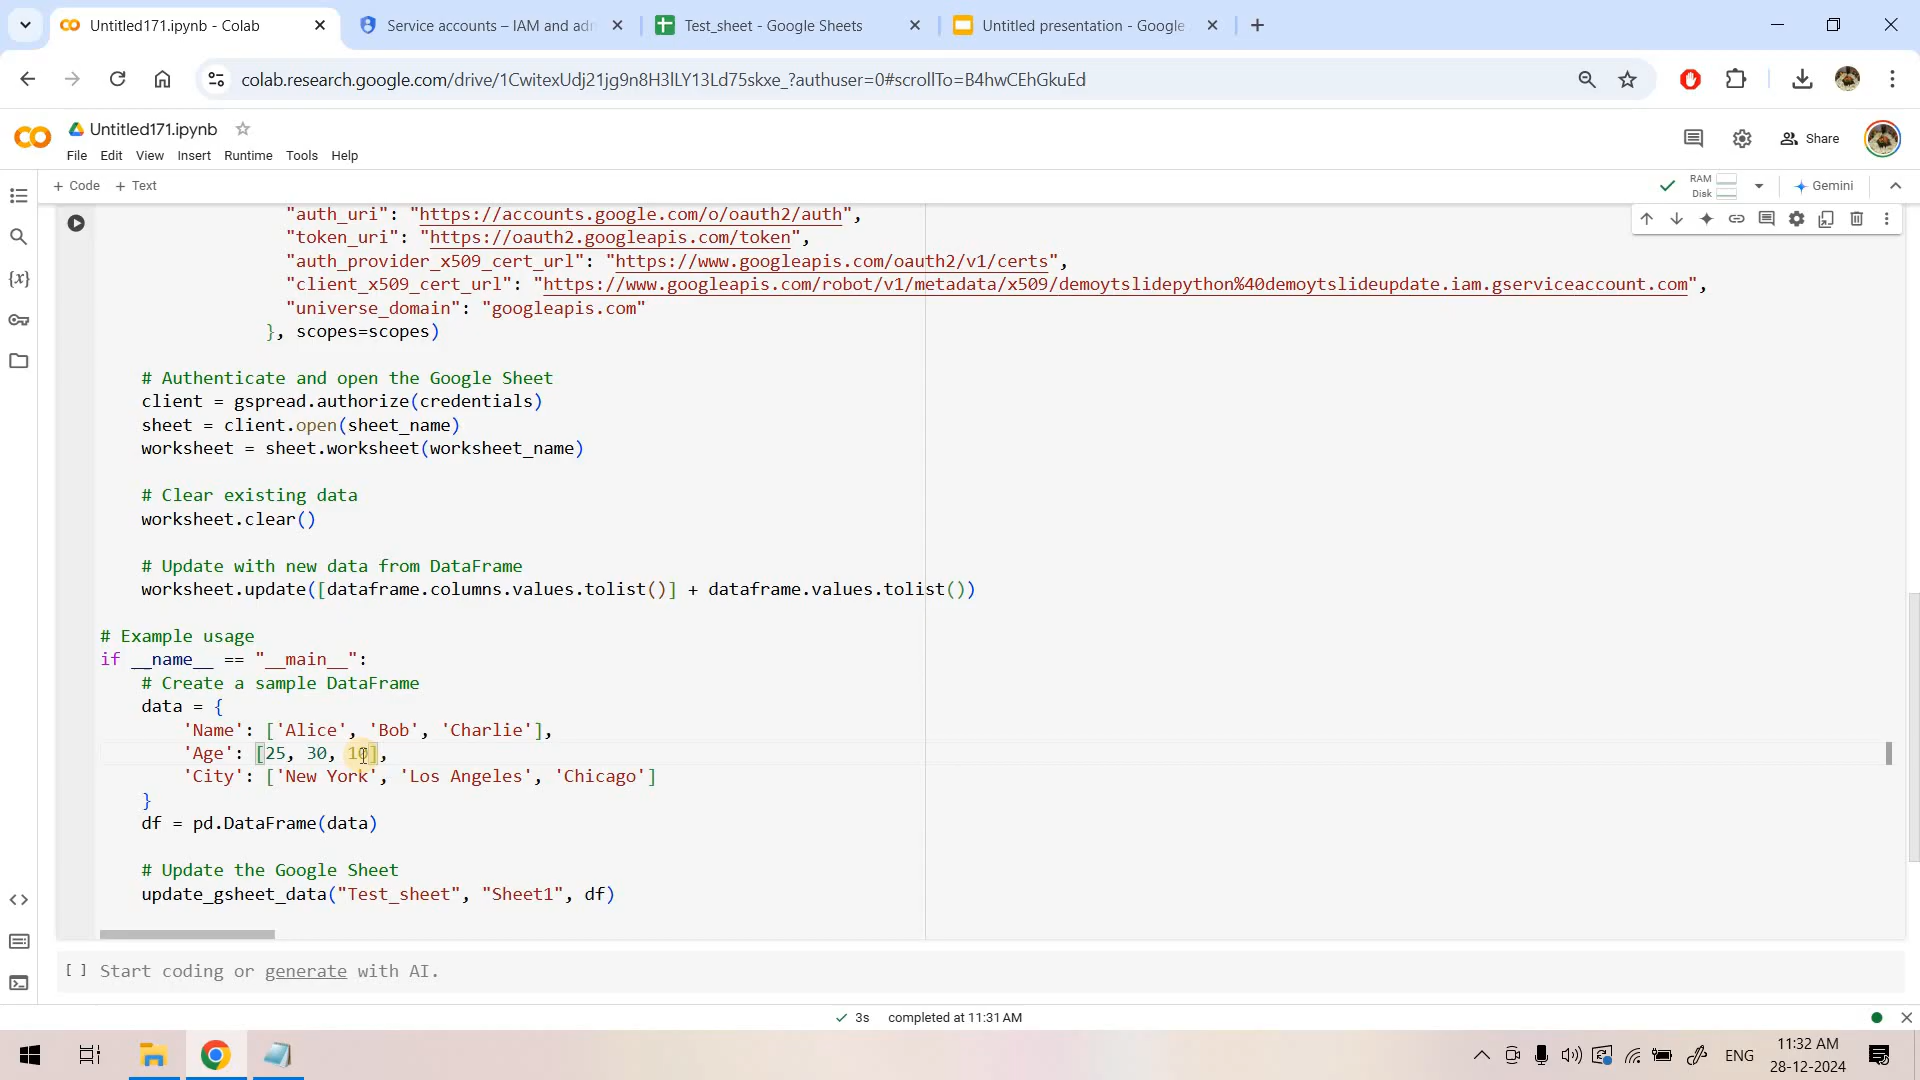 Untitled171.ipynb - Colab
Service accounts – IAM and adm
Test_sheet - Google Sheets
Untitled presentation - Google
colab.research.google.com/drive/1CwitexUdj21jg9n8H3lLY13Ld75skxe_?authuser=0#scrollTo=B4hwCEhGkuEd
Untitled171.ipynb
Share
File Edit View Insert Runtime Tools Help
+ Code + Text
RAM
Disk
Gemini
"auth_uri": "https://accounts.google.com/o/oauth2/auth",
"token_uri": "https://oauth2.googleapis.com/token",
"auth_provider_x509_cert_url": "https://www.googleapis.com/oauth2/v1/certs",
"client_x509_cert_url": "https://www.googleapis.com/robot/v1/metadata/x509/demoytslidepython%40demoytslideupdate.iam.gserviceaccount.com",
"universe_domain": "googleapis.com"
}, scopes=scopes)
# Authenticate and open the Google Sheet
client = gspread.authorize(credentials)
sheet = client.open(sheet_name)
worksheet = sheet.worksheet(worksheet_name)
# Clear existing data
worksheet.clear()
# Update with new data from DataFrame
worksheet.update([dataframe.columns.values.tolist()] + dataframe.values.tolist())
# Example usage
if __name__ == "__main__":
# Create a sample DataFrame
data = {
'Name': ['Alice', 'Bob', 'Charlie'],
'Age': [25, 30, 10],
'City': ['New York', 'Los Angeles', 'Chicago']
}
df = pd.DataFrame(data)
# Update the Google Sheet
update_gsheet_data("Test_sheet", "Sheet1", df)
[ ] Start coding or generate with AI.
3s completed at 11:31 AM
ENG
11:32 AM
28-12-2024